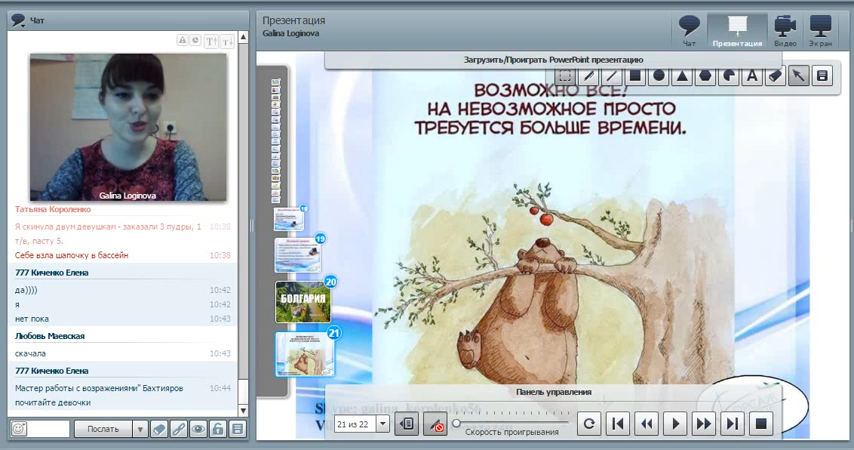 Чат
Galina Loginova
Татьяна Короленко
Я скинула двум девушкам - заказали 3 пудры, 1 10:38
т/в, пасту 5.
Себе взла шапочку в бассейн 10:38
777 Киченко Елена
да)))) 10:42
я 10:42
нет пока 10:43
Любовь Маевская
скачала 10:43
777 Киченко Елена
Мастер работы с возражениями" Бахтияров 10:44
почитайте девочки
Послать
Презентация
Galina Loginova
Чат
Презентация
Видео
Экран
Загрузить/Проиграть PowerPoint презентацию
ВОЗМОЖНО ВСЕ!
НА НЕВОЗМОЖНОЕ ПРОСТО
ТРЕБУЕТСЯ БОЛЬШЕ ВРЕМЕНИ.
19
20
БОЛГАРИЯ
21
Панель управления
21 из 22
Скорость проигрывания